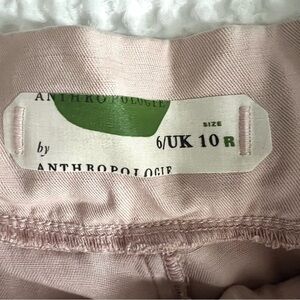 ANTHROPOLOGIE
SIZE
6/UK 10 R
by
ANTHROPOLOGIE